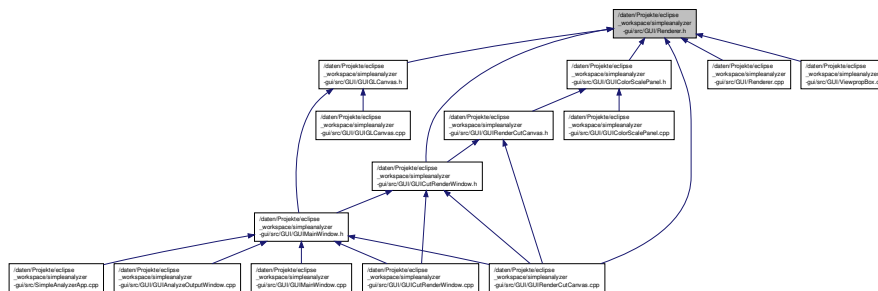 /daten/Projekte/eclipse
_workspace/simpleanalyzer
-gui/src/GUI/Renderer.h
/daten/Projekte/eclipse
_workspace/simpleanalyzer
-gui/src/GUI/GUIGLCanvas.h
/daten/Projekte/eclipse
_workspace/simpleanalyzer
-gui/src/GUI/GUIColorScalePanel.h
/daten/Projekte/eclipse
_workspace/simpleanalyzer
-gui/src/GUI/Renderer.cpp
/daten/Projekte/eclipse
_workspace/simpleanalyzer
-gui/src/GUI/ViewpropBox.c
/daten/Projekte/eclipse
_workspace/simpleanalyzer
-gui/src/GUI/GUIGLCanvas.cpp
/daten/Projekte/eclipse
_workspace/simpleanalyzer
-gui/src/GUI/GUIRenderCutCanvas.h
/daten/Projekte/eclipse
_workspace/simpleanalyzer
-gui/src/GUI/GUIColorScalePanel.cpp
/daten/Projekte/eclipse
_workspace/simpleanalyzer
-gui/src/GUI/GUICutRenderWindow.h
/daten/Projekte/eclipse
_workspace/simpleanalyzer
-gui/src/GUI/GUIMainWindow.h
/daten/Projekte/eclipse
_workspace/simpleanalyzer
-gui/src/SimpleAnalyzerApp.cpp
/daten/Projekte/eclipse
_workspace/simpleanalyzer
-gui/src/GUI/GUIAnalyzeOutputWindow.cpp
/daten/Projekte/eclipse
_workspace/simpleanalyzer
-gui/src/GUI/GUIMainWindow.cpp
/daten/Projekte/eclipse
_workspace/simpleanalyzer
-gui/src/GUI/GUICutRenderWindow.cpp
/daten/Projekte/eclipse
_workspace/simpleanalyzer
-gui/src/GUI/GUIRenderCutCanvas.cpp